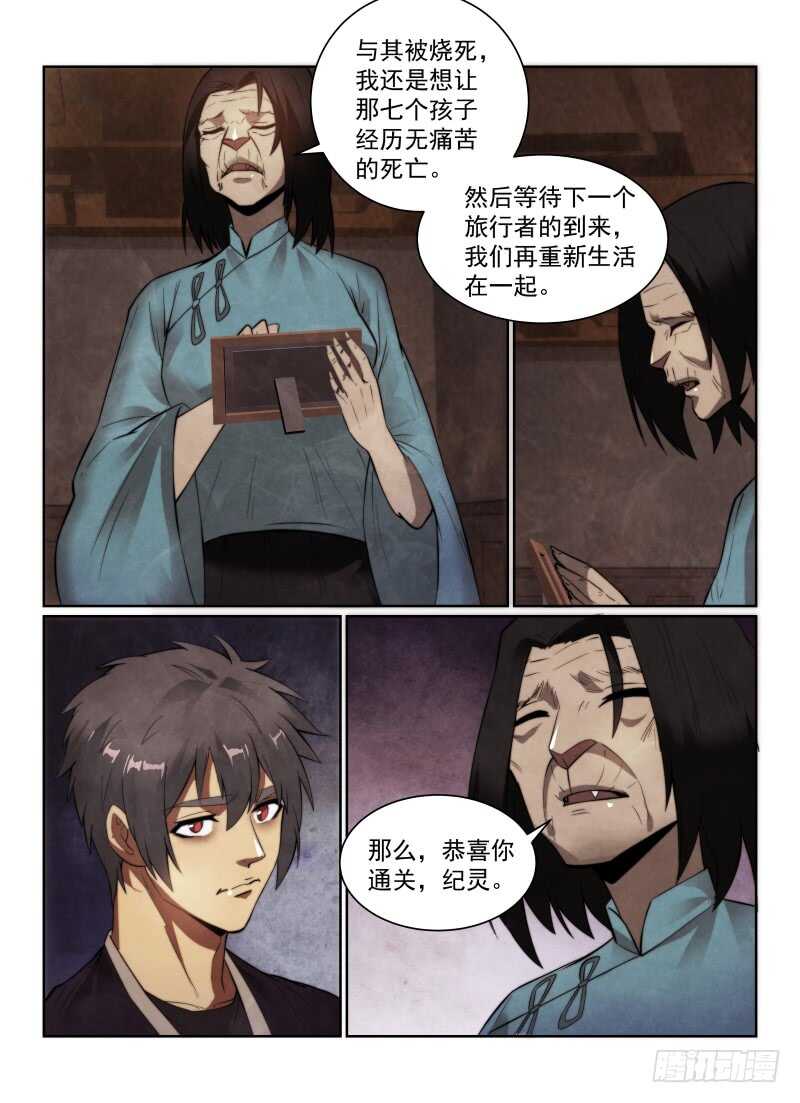 与其被烧死，
我还是想让
那七个孩子
经历无痛苦
的死亡。
然后等待下一个
旅行者的到来，
我们再重新生活
在一起。
那么，恭喜你
通关，纪灵。
腾讯动漫